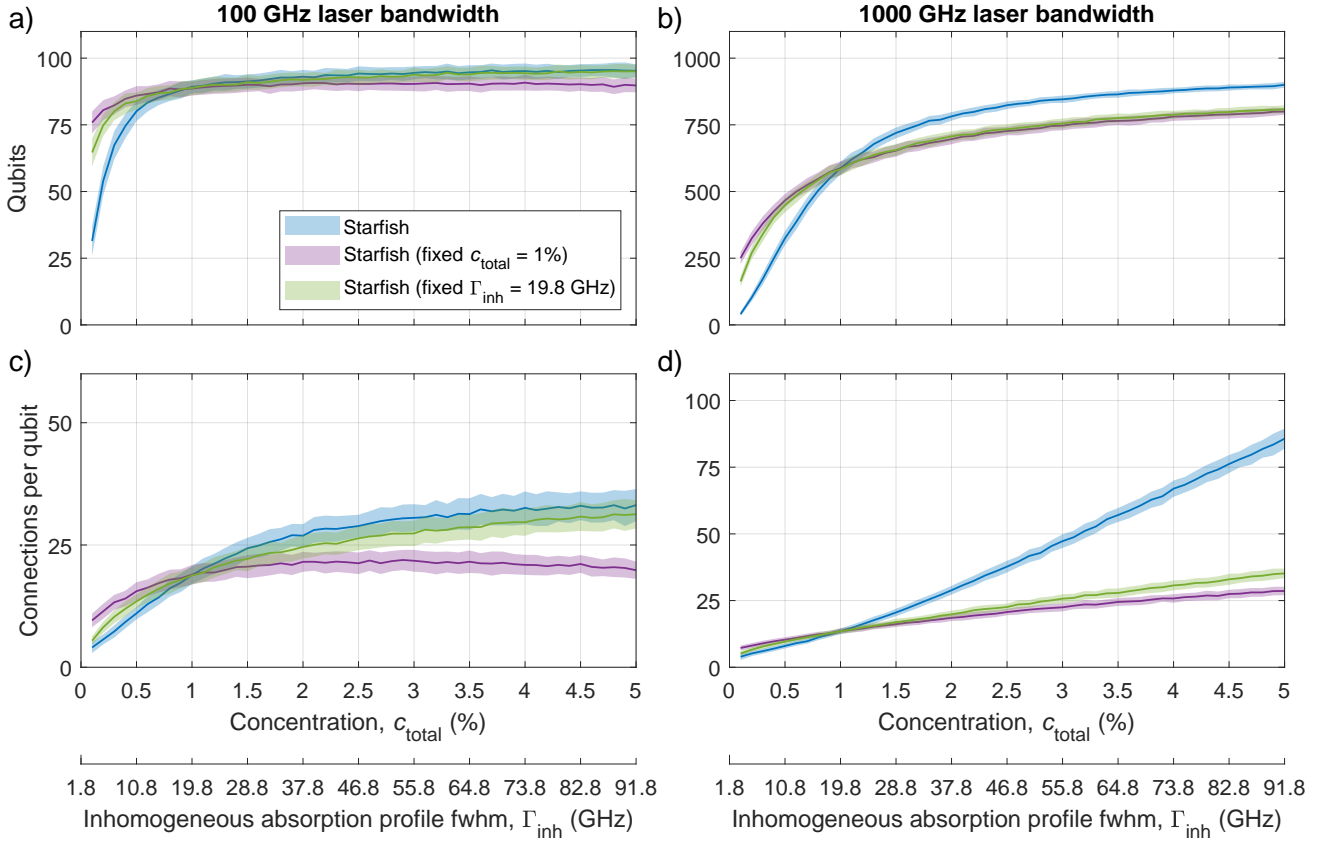 a)
100 GHz laser bandwidth
b)
1000 GHz laser bandwidth
Qubits
100
75
50
25
0
Starfish
Starfish (fixed c_total = 1%)
Starfish (fixed Γ_inh = 19.8 GHz)
1000
750
500
250
0
c)
d)
Connections per qubit
50
25
0
0 0.5 1 1.5 2 2.5 3 3.5 4 4.5 5
Concentration, c_total (%)
100
75
50
25
0
0 0.5 1 1.5 2 2.5 3 3.5 4 4.5 5
Concentration, c_total (%)
1.8 10.8 19.8 28.8 37.8 46.8 55.8 64.8 73.8 82.8 91.8
Inhomogeneous absorption profile fwhm, Γ_inh (GHz)
1.8 10.8 19.8 28.8 37.8 46.8 55.8 64.8 73.8 82.8 91.8
Inhomogeneous absorption profile fwhm, Γ_inh (GHz)